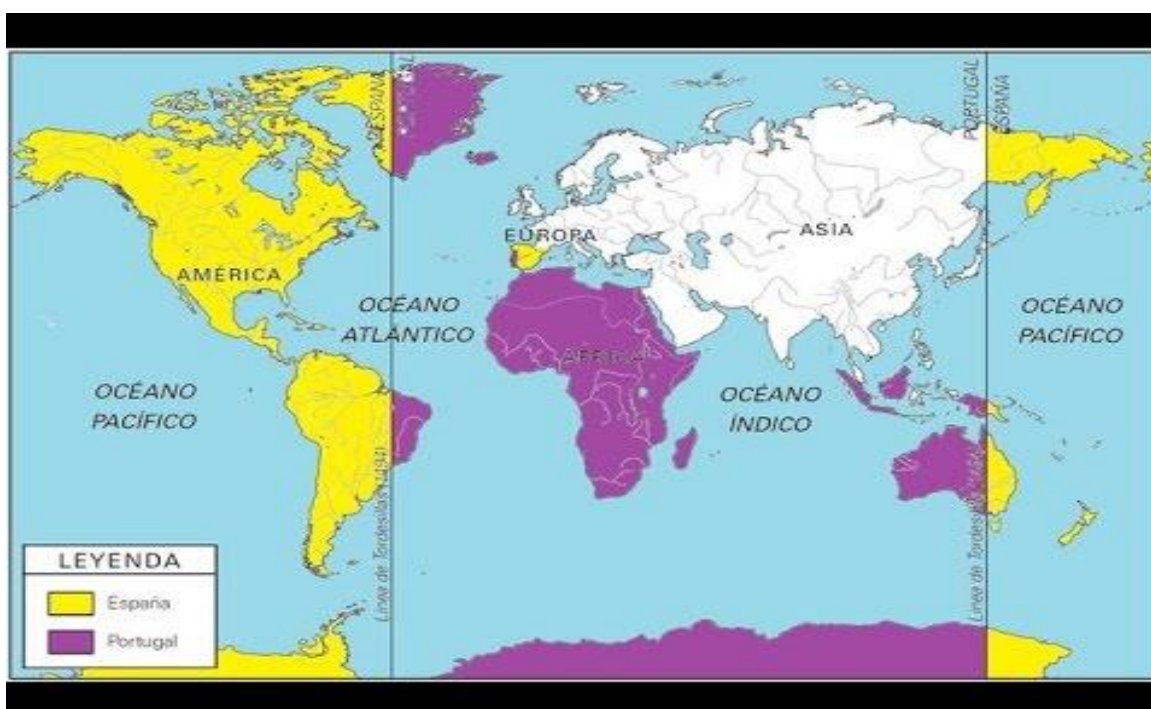 ESPAÑA
PORTUGAL
ESPAÑA
EUROPA
ASIA
AMÉRICA
OCÉANO
ATLÁNTICO
OCÉANO
PACÍFICO
ÁFRICA
OCÉANO
ÍNDICO
OCÉANO
PACÍFICO
Línea de Tordesillas (1494)
Línea de Tordesillas
LEYENDA
España
Portugal